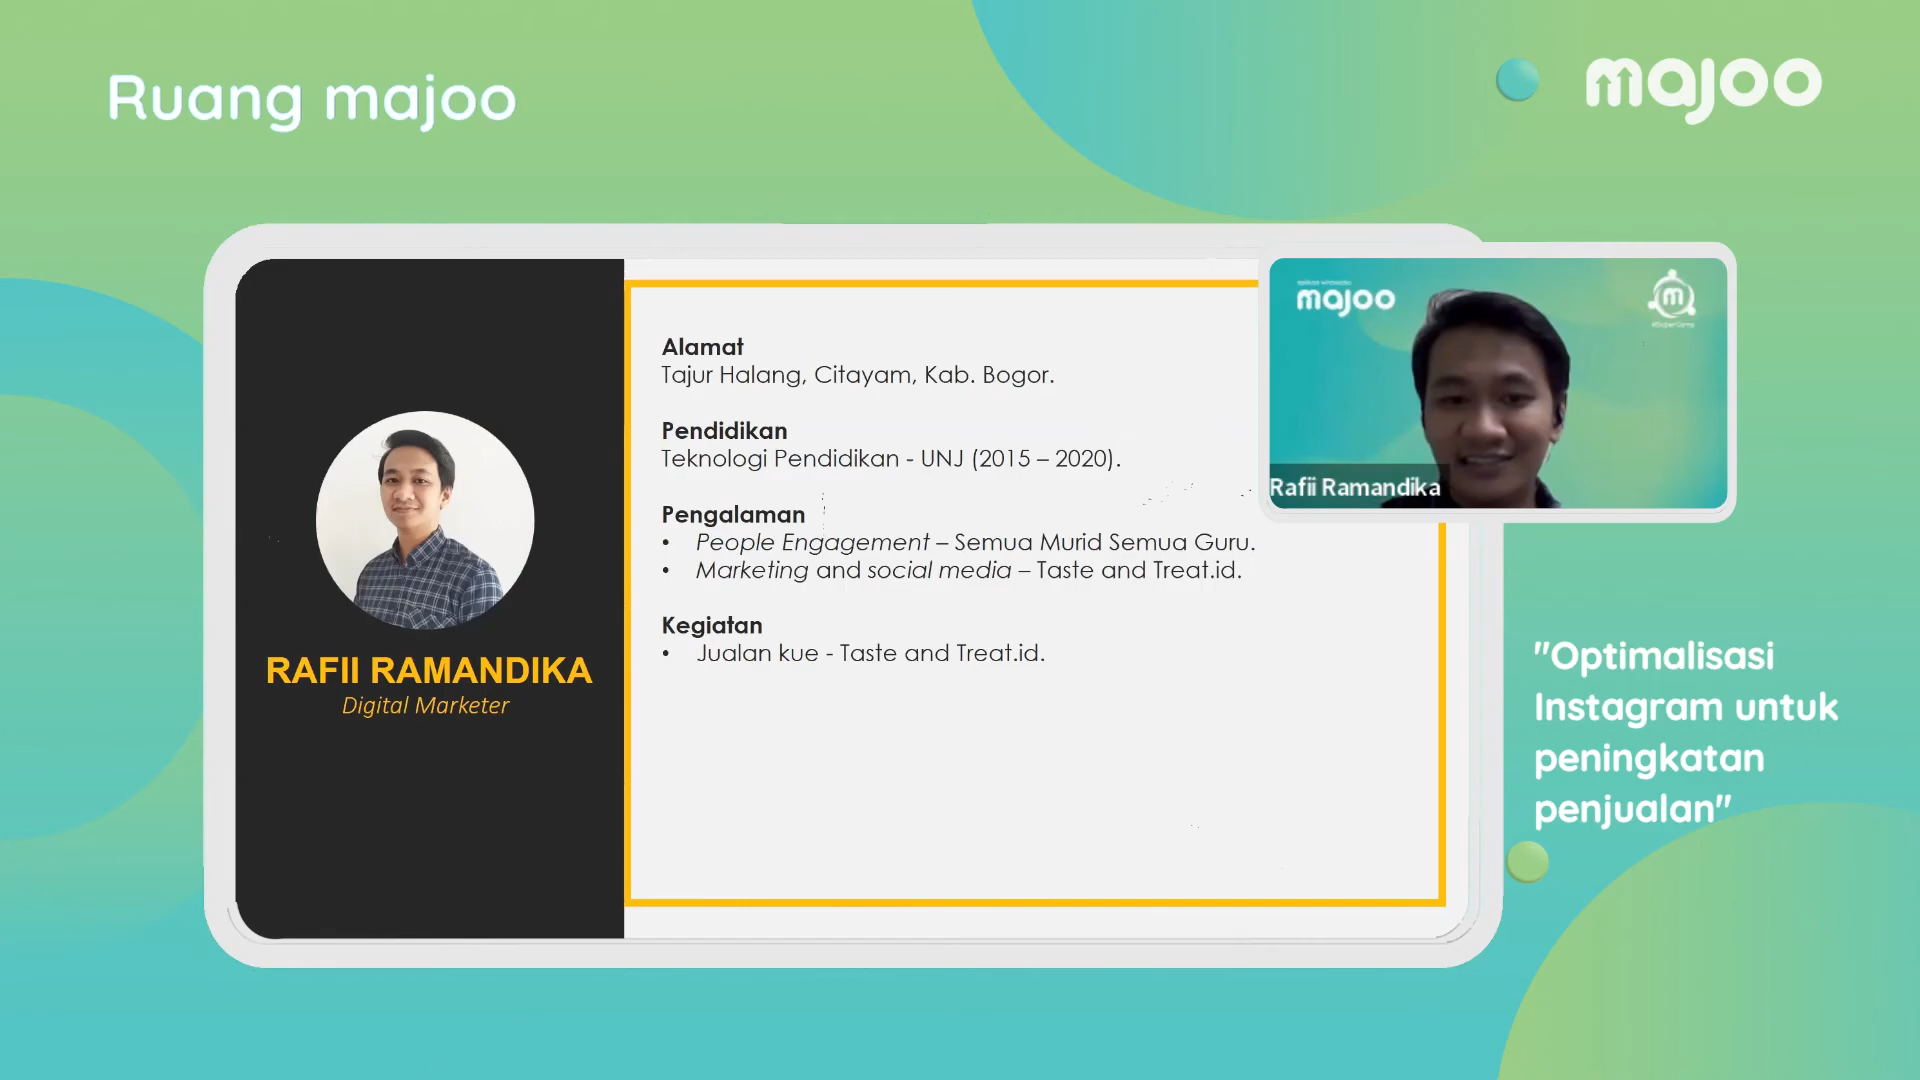 Ruang majoo
majoo
Alamat
Tajur Halang, Citayam, Kab. Bogor.
Pendidikan
Teknologi Pendidikan - UNJ (2015 – 2020).
Pengalaman
• People Engagement – Semua Murid Semua Guru.
• Marketing and social media – Taste and Treat.id.
Kegiatan
• Jualan kue - Taste and Treat.id.
RAFII RAMANDIKA
Digital Marketer
majoo
m
Rafii Ramandika
"Optimalisasi
Instagram untuk
peningkatan
penjualan"